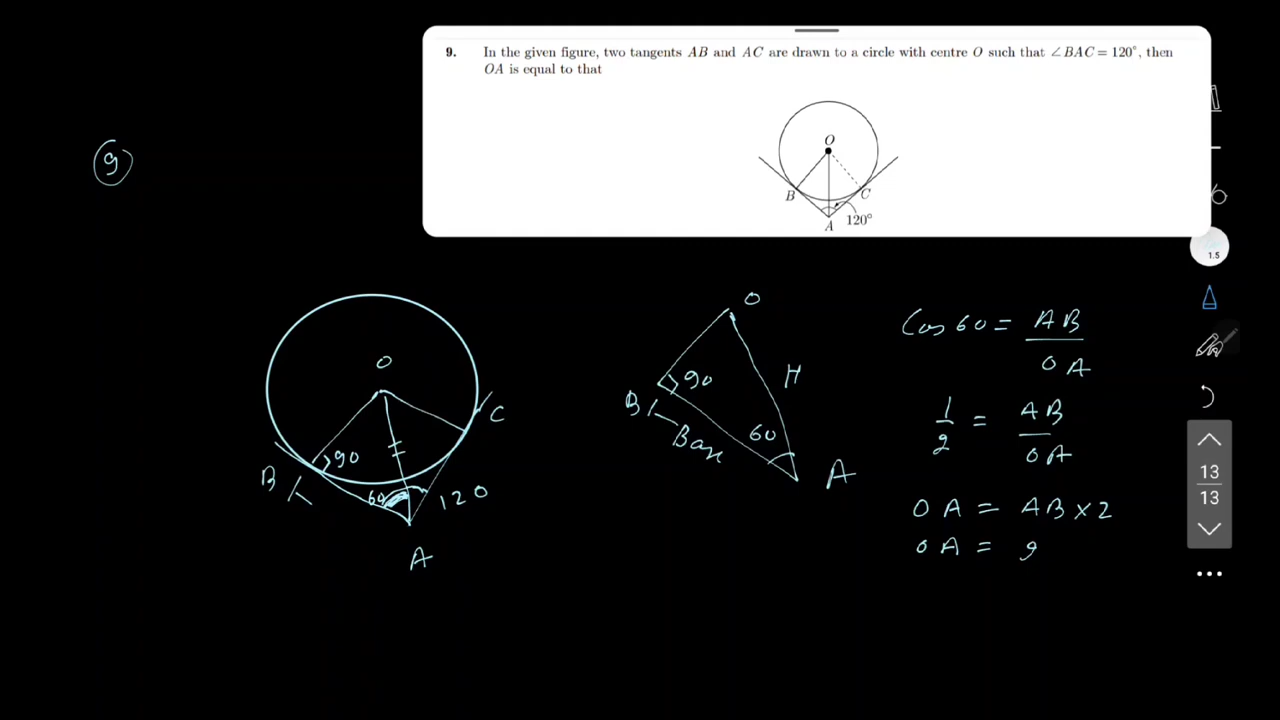 9. In the given figure, two tangents AB and AC are drawn to a circle with centre O such that ∠BAC = 120°, then
OA is equal to that
O
B
C
A
120°
9
1.5
13
13
O
90
B
C
60
120
A
O
90
H
B
Base
60
A
Cos 60 = AB / OA
1/2 = AB / OA
OA = AB × 2
OA = 2